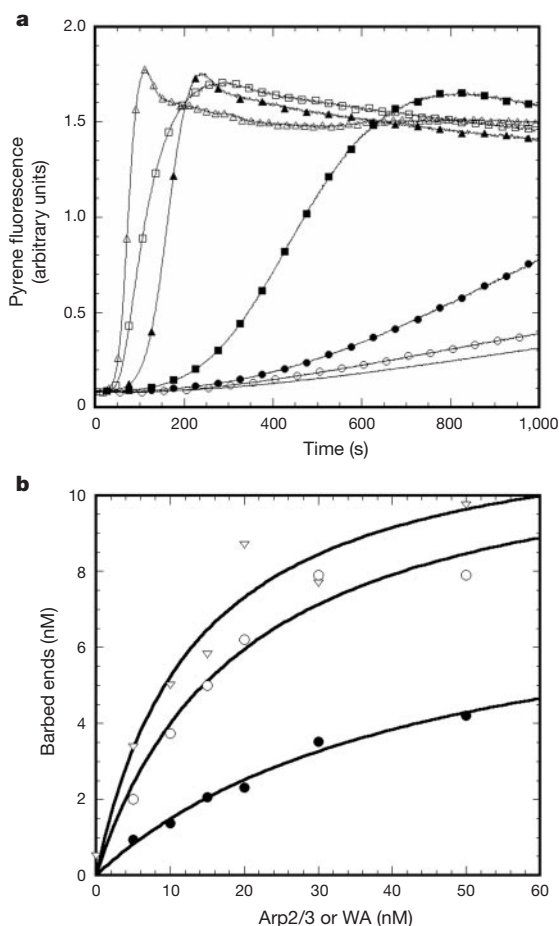 a
2.0
1.5
1.0
0.5
0
Pyrene fluorescence
(arbitrary units)
0 200 400 600 800 1,000
Time (s)
b
10
8
6
4
2
0
Barbed ends (nM)
0 10 20 30 40 50 60
Arp2/3 or WA (nM)